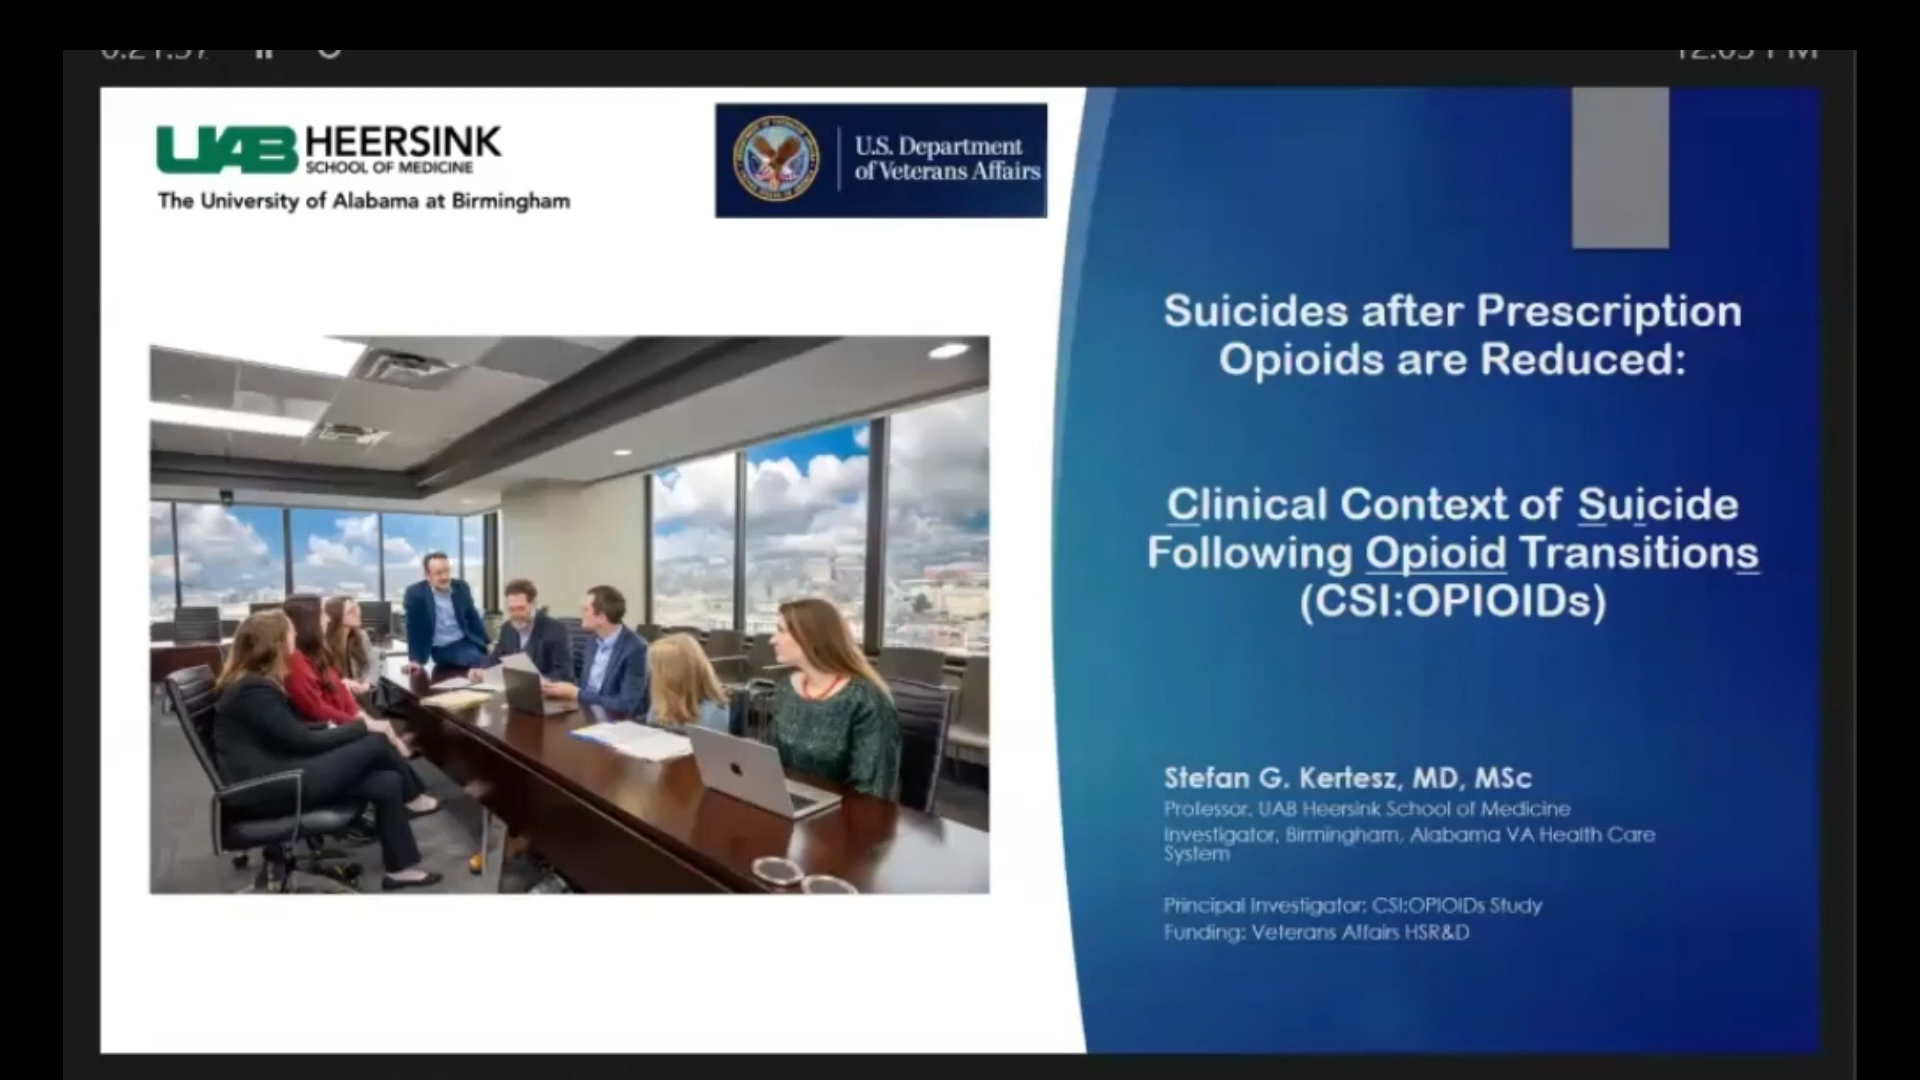 UAB HEERSINK
SCHOOL OF MEDICINE
The University of Alabama at Birmingham
U.S. Department
of Veterans Affairs
Suicides after Prescription
Opioids are Reduced:
Clinical Context of Suicide
Following Opioid Transitions
(CSI:OPIOIDs)
Stefan G. Kertesz, MD, MSc
Professor, UAB Heersink School of Medicine
Investigator, Birmingham, Alabama VA Health Care
System
Principal Investigator: CSI:OPIOIDs Study
Funding: Veterans Affairs HSR&D